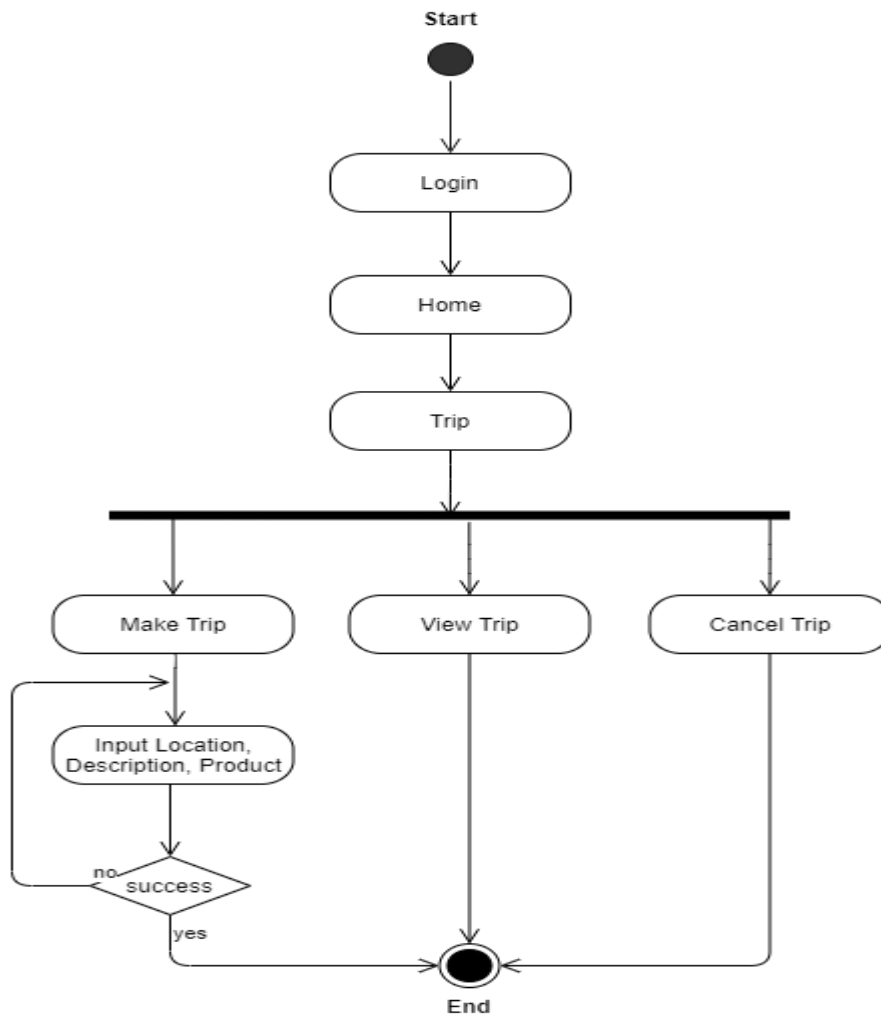 Start
Login
Home
Trip
Make Trip
View Trip
Cancel Trip
Input Location,
Description, Product
no
success
yes
End